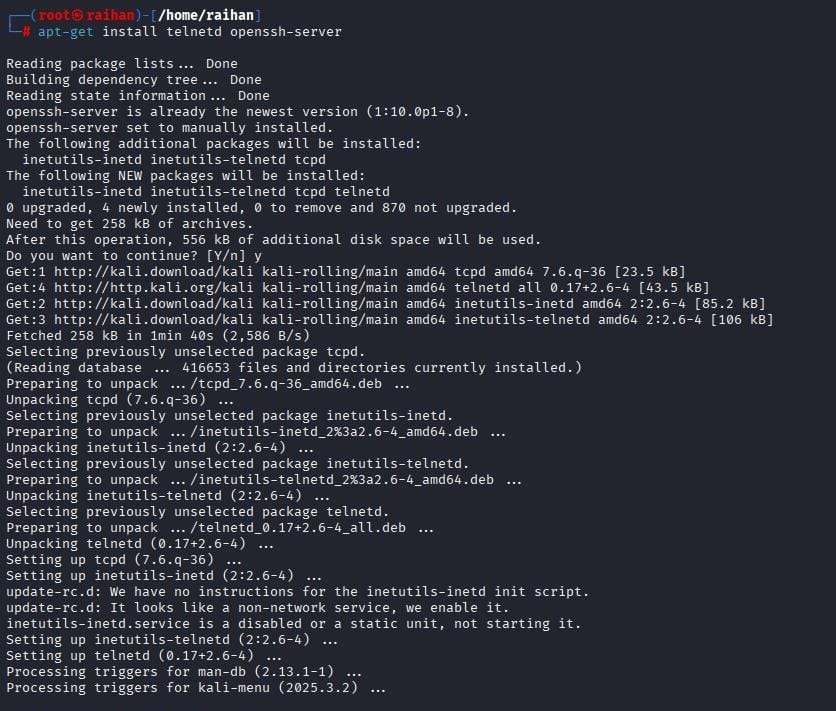 ┌──(root㉿raihan)-[/home/raihan]
└─# apt-get install telnetd openssh-server
Reading package lists... Done
Building dependency tree... Done
Reading state information... Done
openssh-server is already the newest version (1:10.0p1-8).
openssh-server set to manually installed.
The following additional packages will be installed:
  inetutils-inetd inetutils-telnetd tcpd
The following NEW packages will be installed:
  inetutils-inetd inetutils-telnetd tcpd telnetd
0 upgraded, 4 newly installed, 0 to remove and 870 not upgraded.
Need to get 258 kB of archives.
After this operation, 556 kB of additional disk space will be used.
Do you want to continue? [Y/n] y
Get:1 http://kali.download/kali kali-rolling/main amd64 tcpd amd64 7.6.q-36 [23.5 kB]
Get:4 http://http.kali.org/kali kali-rolling/main amd64 telnetd all 0.17+2.6-4 [43.5 kB]
Get:2 http://kali.download/kali kali-rolling/main amd64 inetutils-inetd amd64 2:2.6-4 [85.2 kB]
Get:3 http://kali.download/kali kali-rolling/main amd64 inetutils-telnetd amd64 2:2.6-4 [106 kB]
Fetched 258 kB in 1min 40s (2,586 B/s)
Selecting previously unselected package tcpd.
(Reading database ... 416653 files and directories currently installed.)
Preparing to unpack .../tcpd_7.6.q-36_amd64.deb ...
Unpacking tcpd (7.6.q-36) ...
Selecting previously unselected package inetutils-inetd.
Preparing to unpack .../inetutils-inetd_2%3a2.6-4_amd64.deb ...
Unpacking inetutils-inetd (2:2.6-4) ...
Selecting previously unselected package inetutils-telnetd.
Preparing to unpack .../inetutils-telnetd_2%3a2.6-4_amd64.deb ...
Unpacking inetutils-telnetd (2:2.6-4) ...
Selecting previously unselected package telnetd.
Preparing to unpack .../telnetd_0.17+2.6-4_all.deb ...
Unpacking telnetd (0.17+2.6-4) ...
Setting up tcpd (7.6.q-36) ...
Setting up inetutils-inetd (2:2.6-4) ...
update-rc.d: We have no instructions for the inetutils-inetd init script.
update-rc.d: It looks like a non-network service, we enable it.
inetutils-inetd.service is a disabled or a static unit, not starting it.
Setting up inetutils-telnetd (2:2.6-4) ...
Setting up telnetd (0.17+2.6-4) ...
Processing triggers for man-db (2.13.1-1) ...
Processing triggers for kali-menu (2025.3.2) ...